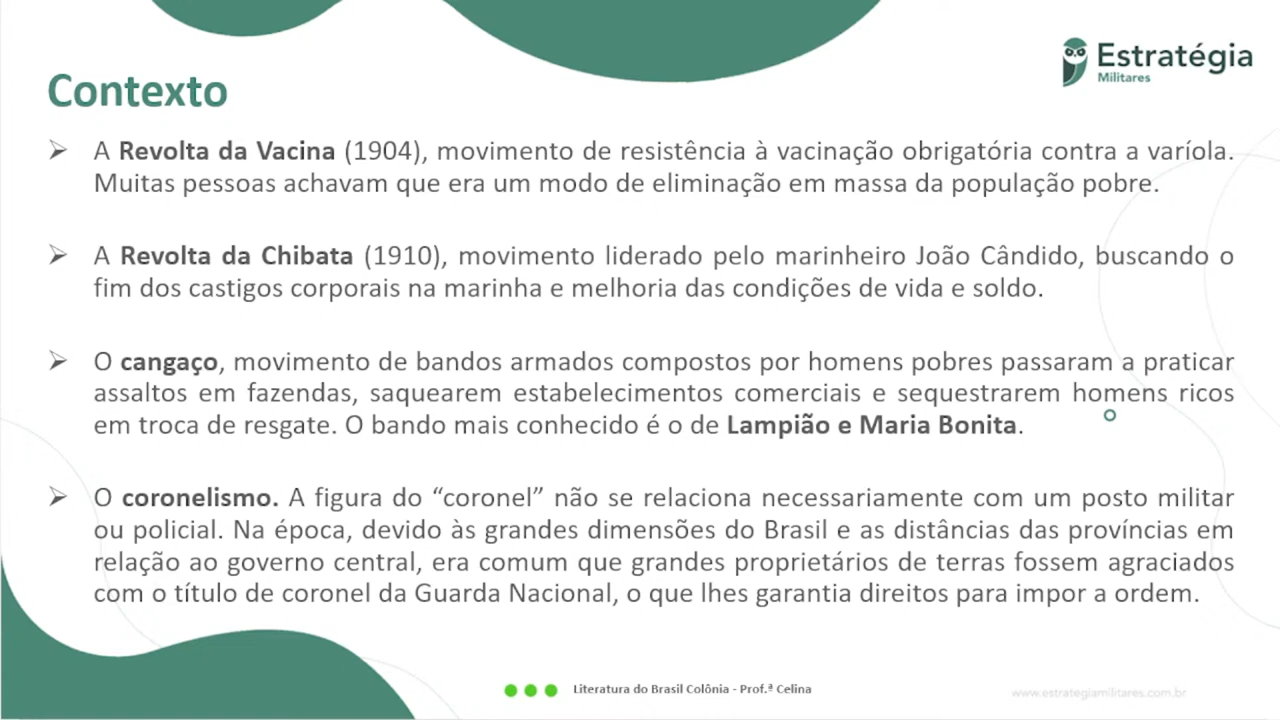 Estratégia
Militares
Contexto
A Revolta da Vacina (1904), movimento de resistência à vacinação obrigatória contra a varíola.
Muitas pessoas achavam que era um modo de eliminação em massa da população pobre.
A Revolta da Chibata (1910), movimento liderado pelo marinheiro João Cândido, buscando o
fim dos castigos corporais na marinha e melhoria das condições de vida e soldo.
O cangaço, movimento de bandos armados compostos por homens pobres passaram a praticar
assaltos em fazendas, saquearem estabelecimentos comerciais e sequestrarem homens ricos
em troca de resgate. O bando mais conhecido é o de Lampião e Maria Bonita.
O coronelismo. A figura do “coronel” não se relaciona necessariamente com um posto militar
ou policial. Na época, devido às grandes dimensões do Brasil e as distâncias das províncias em
relação ao governo central, era comum que grandes proprietários de terras fossem agraciados
com o título de coronel da Guarda Nacional, o que lhes garantia direitos para impor a ordem.
Literatura do Brasil Colônia - Prof.ª Celina
www.estrategiamilitares.com.br